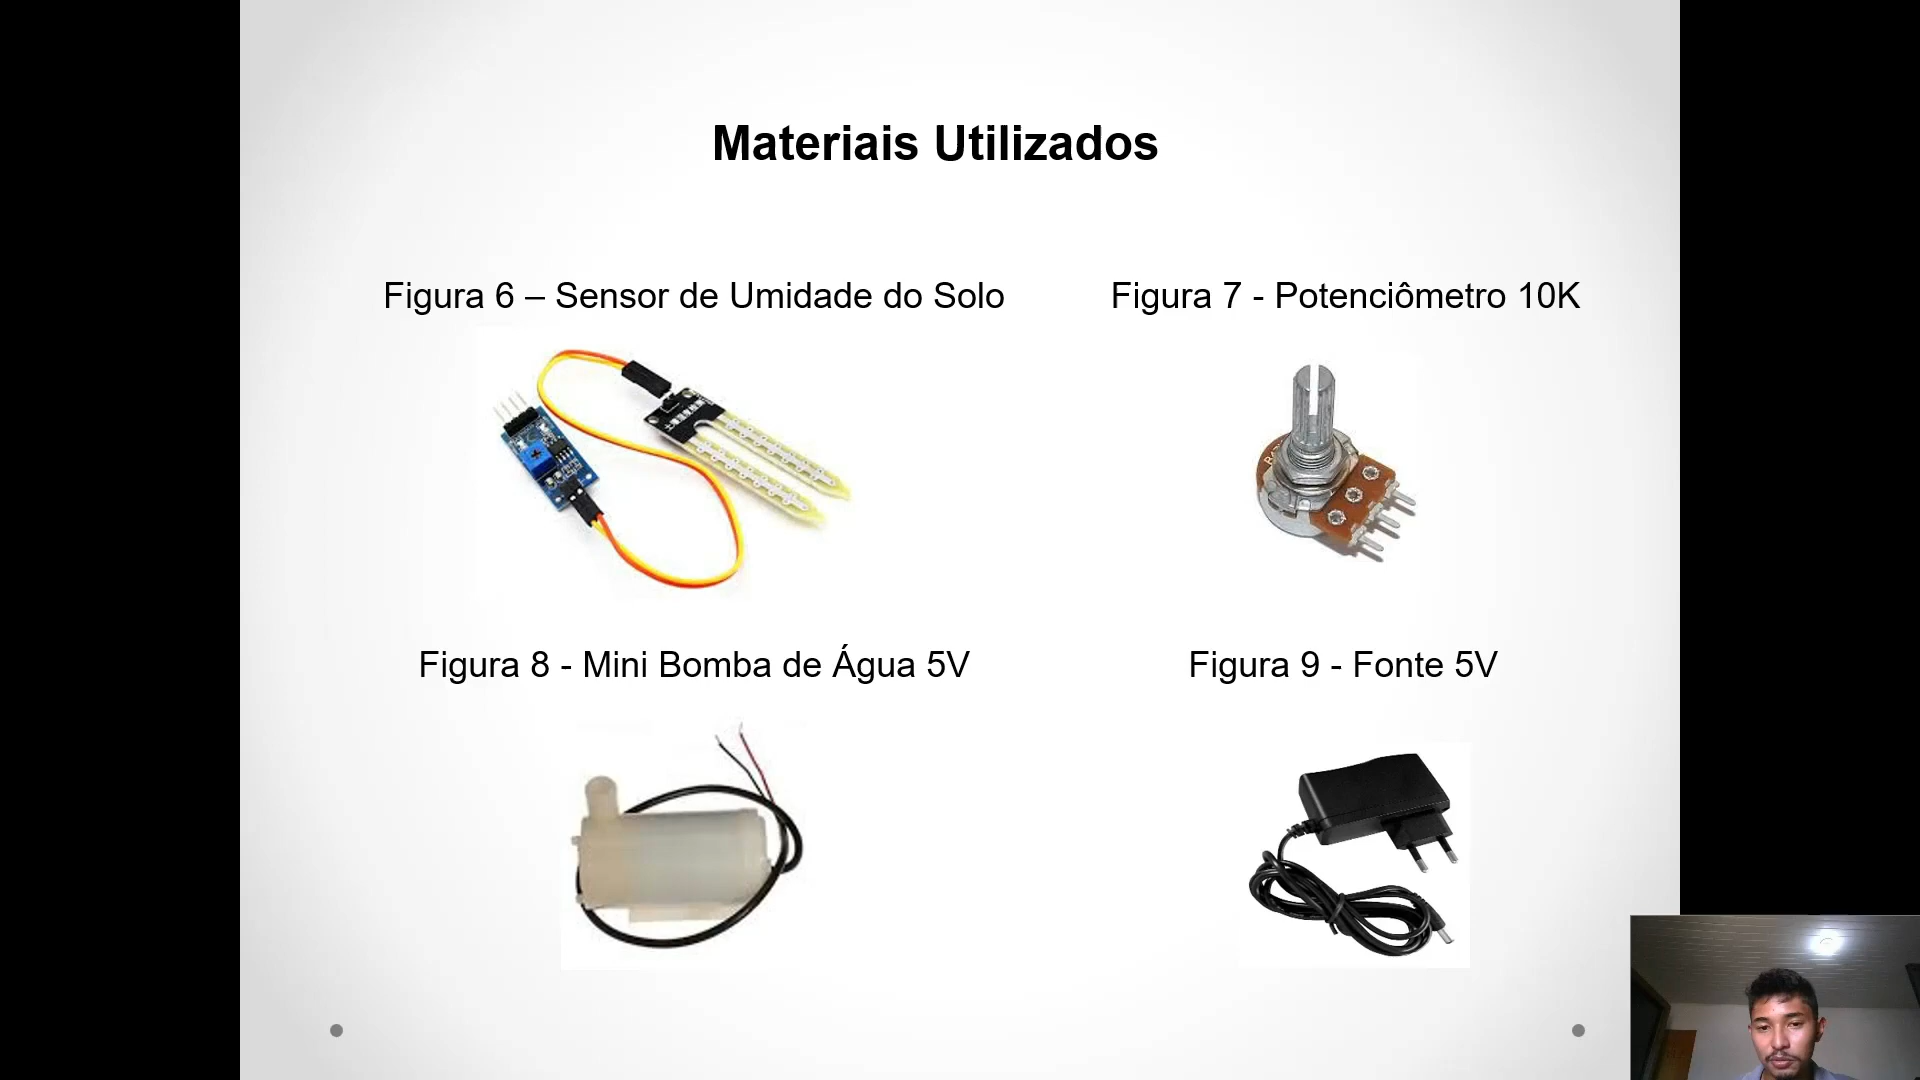 Materiais Utilizados
Figura 6 – Sensor de Umidade do Solo
Figura 7 - Potenciômetro 10K
Figura 8 - Mini Bomba de Água 5V
Figura 9 - Fonte 5V